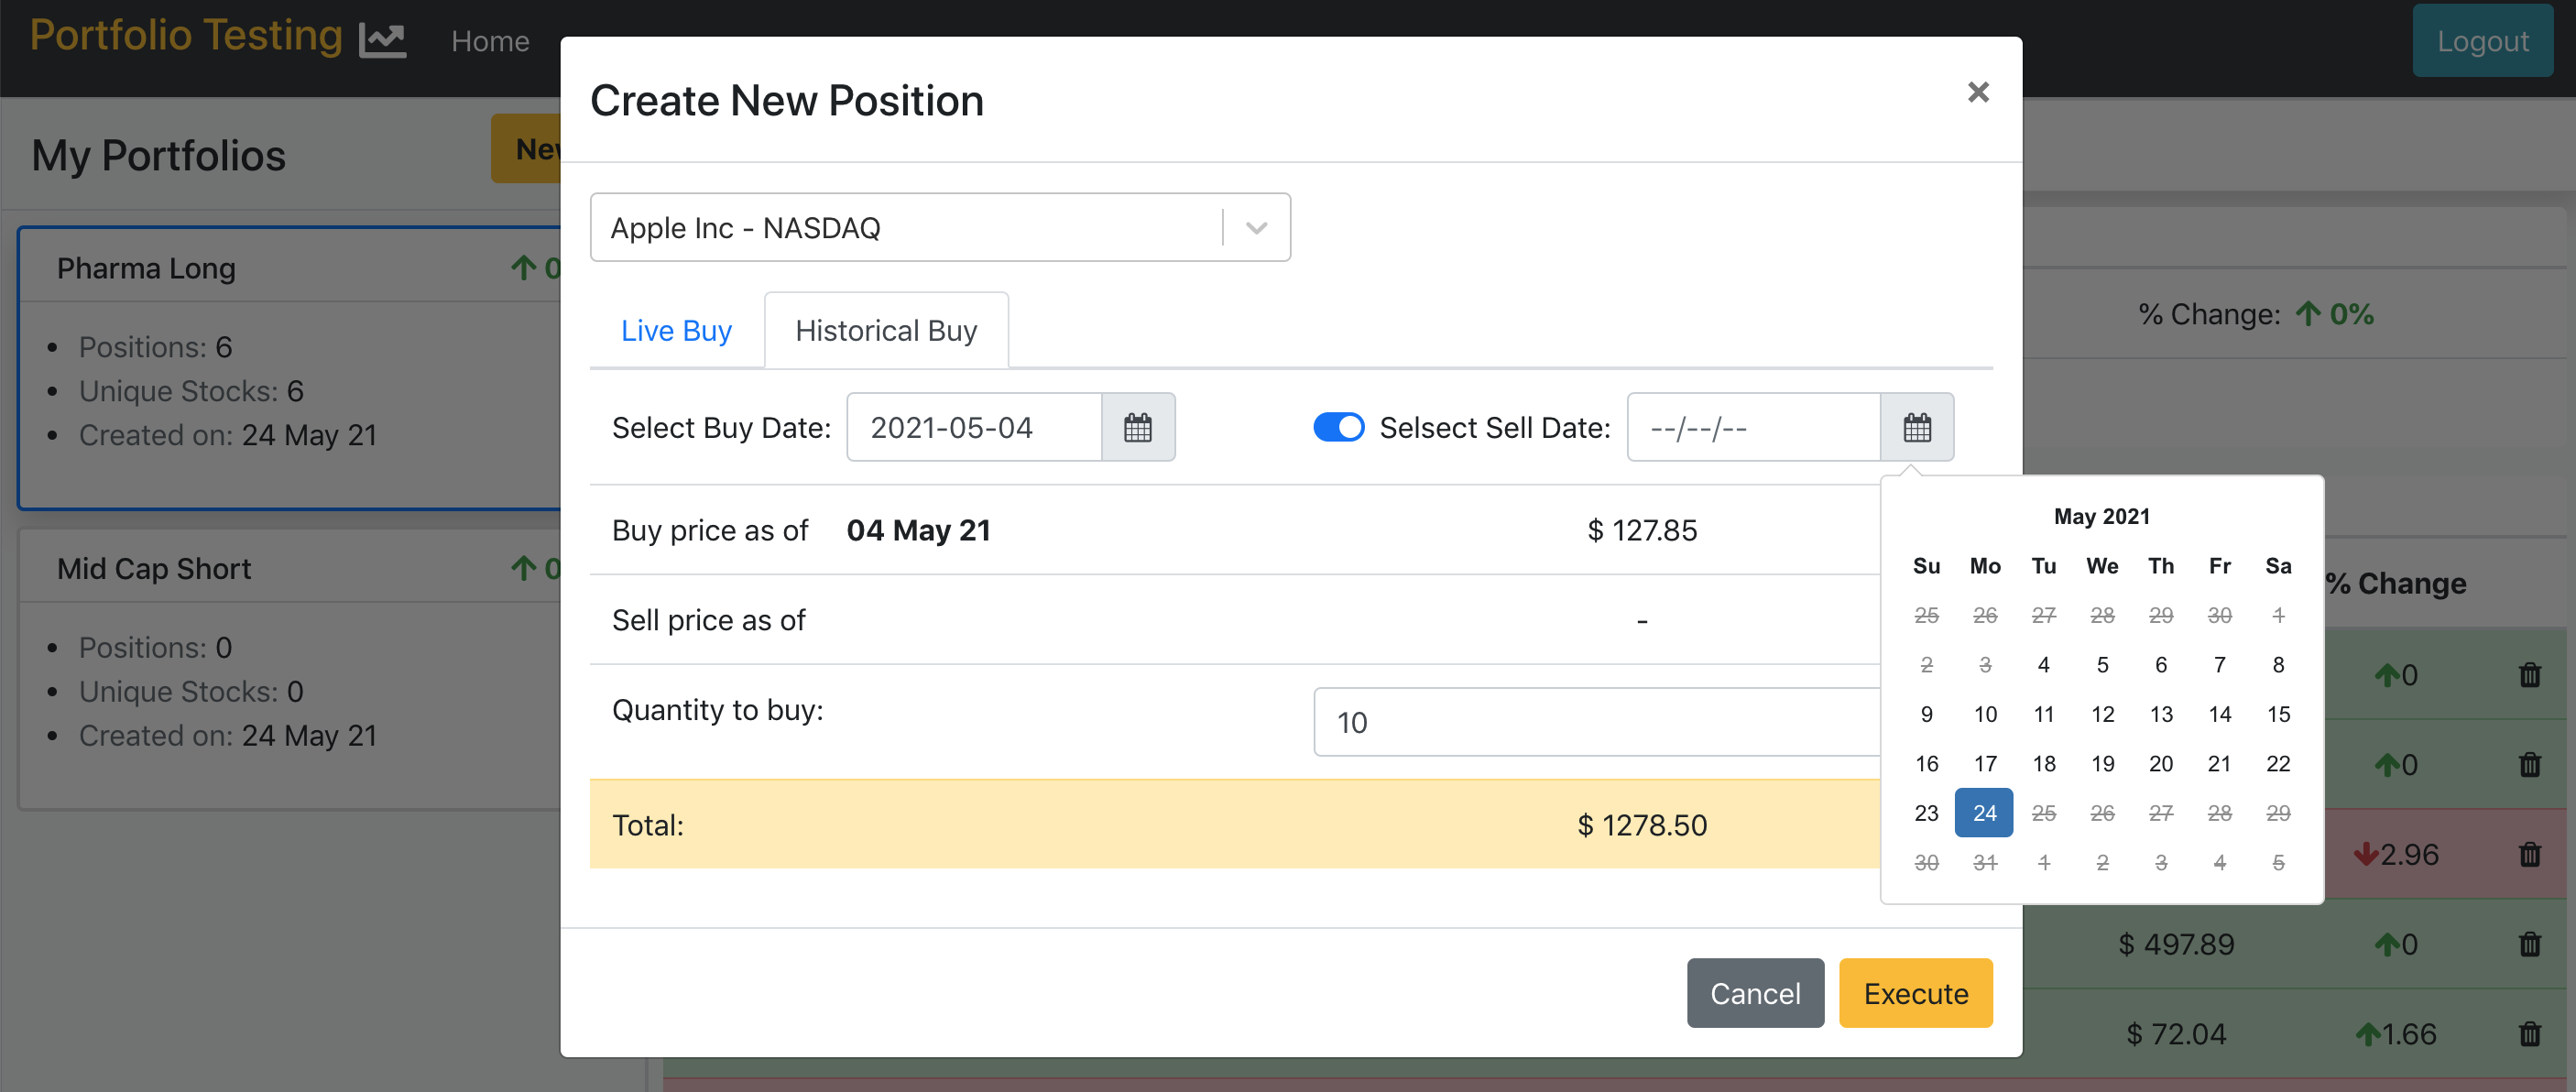 Portfolio Testing Home Logout
My Portfolios
Create New Position ×
Pharma Long
Positions: 6
Unique Stocks: 6
Created on: 24 May 21
Mid Cap Short
Positions: 0
Unique Stocks: 0
Created on: 24 May 21
Apple Inc - NASDAQ
Live Buy Historical Buy
Select Buy Date: 2021-05-04 Selsect Sell Date: --/--/--
Buy price as of 04 May 21 $ 127.85
Sell price as of -
Quantity to buy: 10
Total: $ 1278.50
Cancel Execute
May 2021
Su Mo Tu We Th Fr Sa
25 26 27 28 29 30 1
2 3 4 5 6 7 8
9 10 11 12 13 14 15
16 17 18 19 20 21 22
23 24 25 26 27 28 29
30 31 1 2 3 4 5
% Change: 0%
% Change
0
0
2.96
$ 497.89 0
$ 72.04 1.66